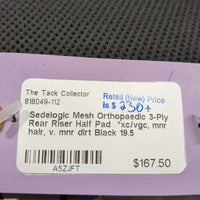 The Tack Collector
818049-112
Retail (New) Price
is $230+
Sedelogic Mesh Orthopaedic 3-Ply
Rear Riser Half Pad *xc/vgc, mnr
hair, v. mnr dirt Black 19.5
$167.50
A5ZJFT